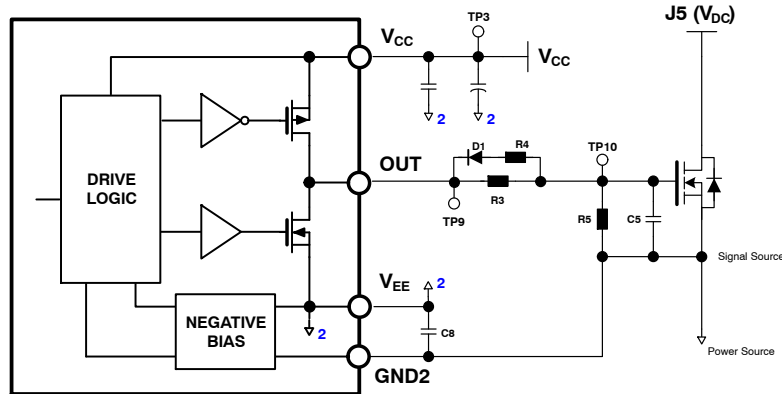 J5 (VDC)
TP3
VCC
VCC
2
2
D1
R4
TP10
OUT
R3
TP9
R5
C5
DRIVE
LOGIC
Signal Source
VEE
2
NEGATIVE
BIAS
2
C8
Power Source
GND2